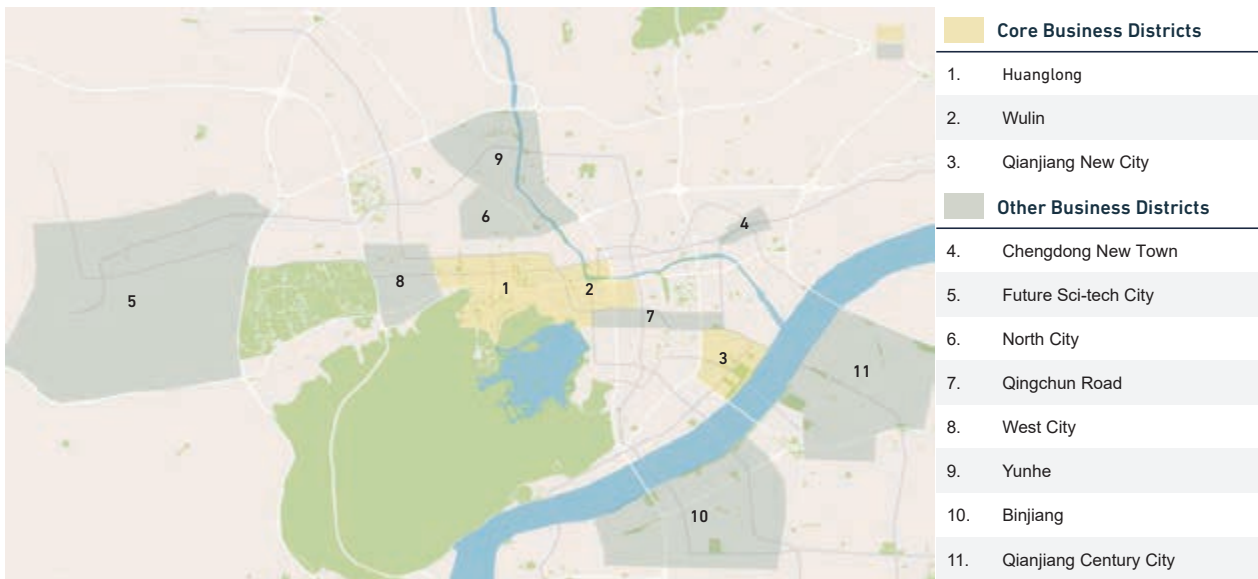 9
6
4
8
5
1
2
7
3
11
10
Core Business Districts
1. Huanglong
2. Wulin
3. Qianjiang New City
Other Business Districts
4. Chengdong New Town
5. Future Sci-tech City
6. North City
7. Qingchun Road
8. West City
9. Yunhe
10. Binjiang
11. Qianjiang Century City